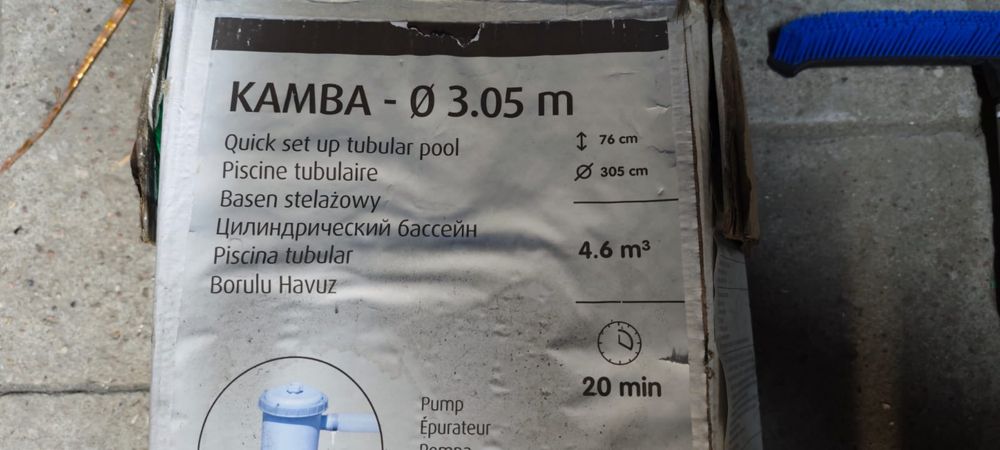 KAMBA - Ø 3.05 m
Quick set up tubular pool
Piscine tubulaire
Basen stelażowy
Цилиндрический бассейн
Piscina tubular
Borulu Havuz
76 cm
Ø 305 cm
4.6 m³
20 min
Pump
Épurateur
Pompa